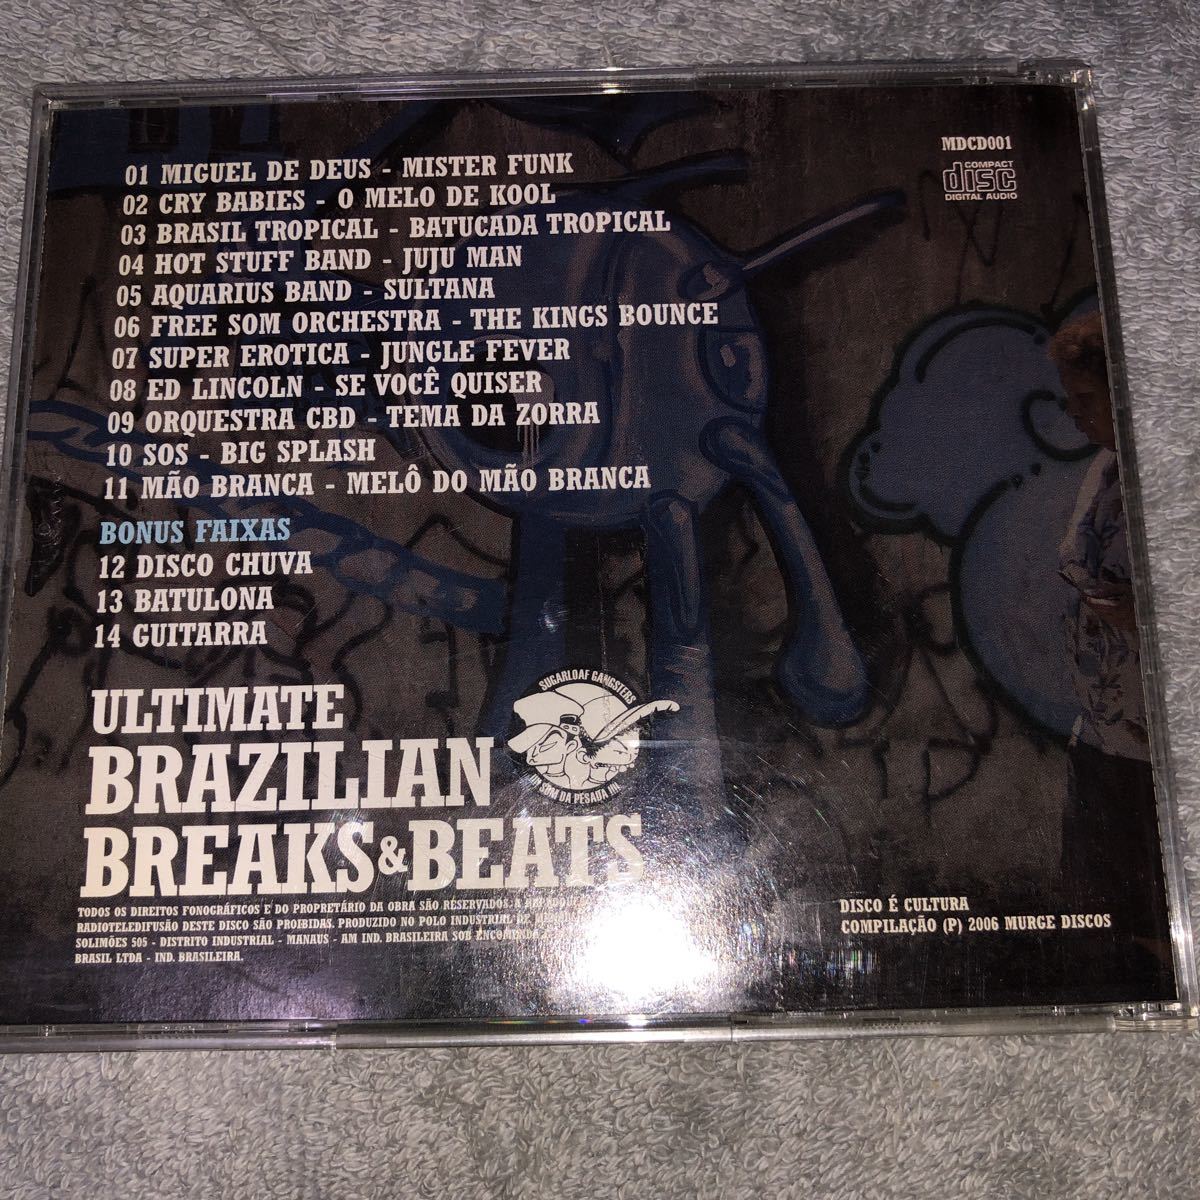 01 MIGUEL DE DEUS - MISTER FUNK
02 CRY BABIES - O MELO DE KOOL
03 BRASIL TROPICAL - BATUCADA TROPICAL
04 HOT STUFF BAND - JUJU MAN
05 AQUARIUS BAND - SULTANA
06 FREE SOM ORCHESTRA - THE KINGS BOUNCE
07 SUPER EROTICA - JUNGLE FEVER
08 ED LINCOLN - SE VOCÊ QUISER
09 ORQUESTRA CBD - TEMA DA ZORRA
10 SOS - BIG SPLASH
11 MÃO BRANCA - MELÔ DO MÃO BRANCA
BONUS FAIXAS
12 DISCO CHUVA
13 BATULONA
14 GUITARRA
MDCD001
COMPACT
disc
DIGITAL AUDIO
SUGARLOAF GANGSTERS
SOM DA PESADA
ULTIMATE
BRAZILIAN
BREAKS & BEATS
TODOS OS DIREITOS FONOGRÁFICOS E DO PROPRETÁRIO DA OBRA SÃO RESERVADOS. A
RADIOTELEDIFUSÃO DESTE DISCO SÃO PROIBIDAS. PRODUZIDO NO POLO INDUSTRIAL DE
SOLIMÕES 505 - DISTRITO INDUSTRIAL - MANAUS - AM IND. BRASILEIRA SOB ENCOMENDA
BRASIL LTDA - IND. BRASILEIRA.
DISCO É CULTURA
COMPILAÇÃO (P) 2006 MURGE DISCOS